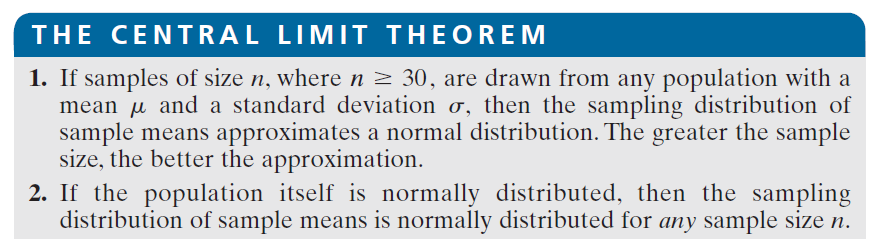 THE CENTRAL LIMIT THEOREM
1. If samples of size n, where n ≥ 30, are drawn from any population with a
mean μ and a standard deviation σ, then the sampling distribution of
sample means approximates a normal distribution. The greater the sample
size, the better the approximation.
2. If the population itself is normally distributed, then the sampling
distribution of sample means is normally distributed for any sample size n.